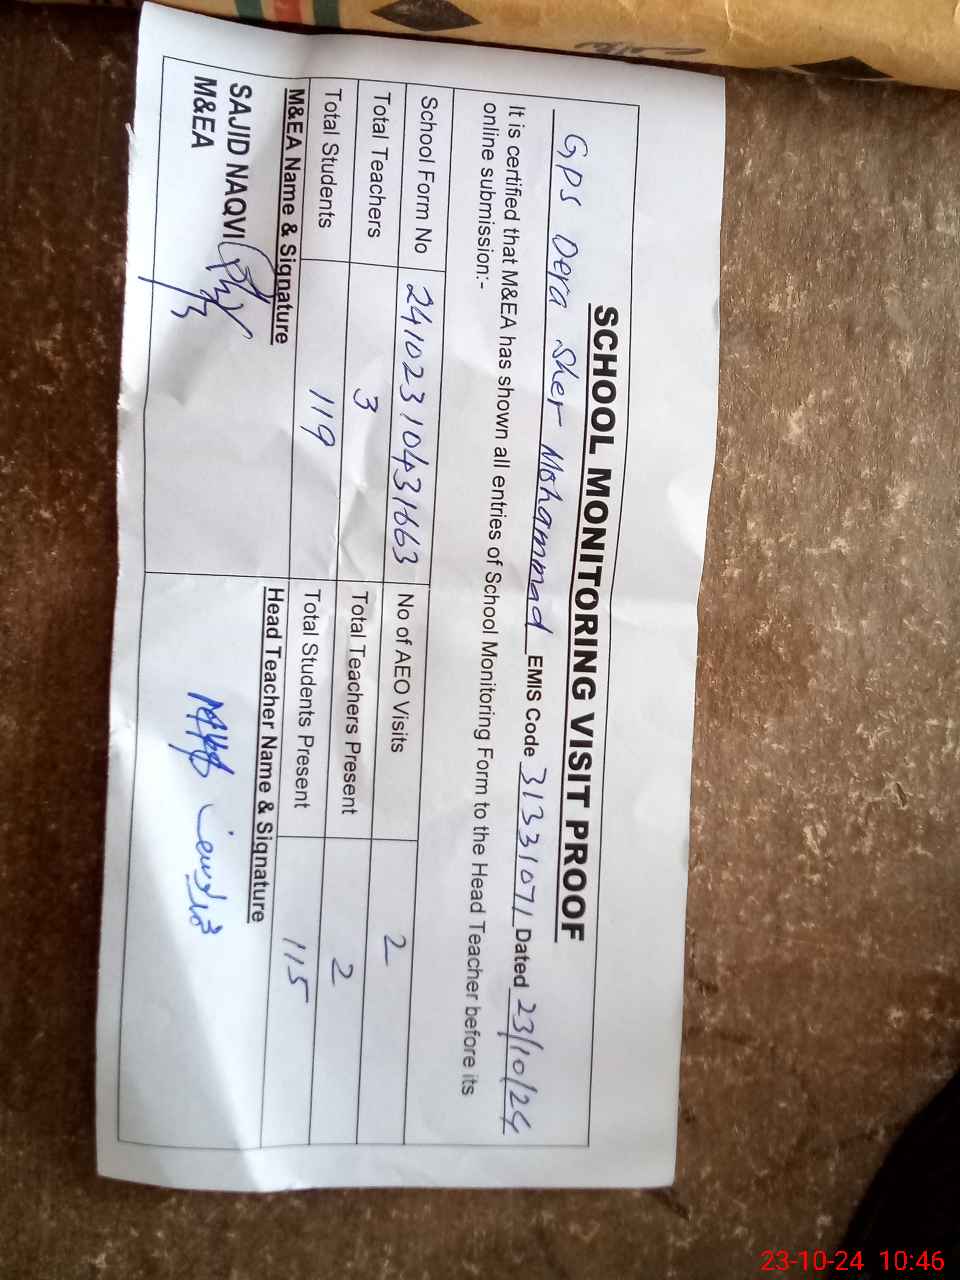 SCHOOL MONITORING VISIT PROOF
GPS Dera Sher Mohammad EMIS Code 31331071 Dated 23/10/24
It is certified that M&EA has shown all entries of School Monitoring Form to the Head Teacher before its
online submission:-
School Form No 24102310431663 No of AEO Visits 2
Total Teachers 3 Total Teachers Present 2
Total Students 119 Total Students Present 115
M&EA Name & Signature Head Teacher Name & Signature
SAJID NAQVI
M&EA
23-10-24 10:46